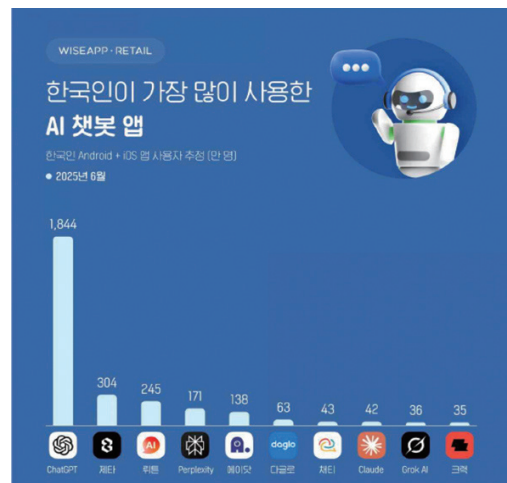 WISEAPP·RETAIL
한국인이 가장 많이 사용한
AI 챗봇 앱
한국인 Android + iOS 앱 사용자 추정 (만 명)
● 2025년 6월
1,844
304
245
171
138
63
43
42
36
35
AI
doglo
ChatGPT 제타 뤼튼 Perplexity 에이닷 다글로 채티 Claude Grok AI 크랙